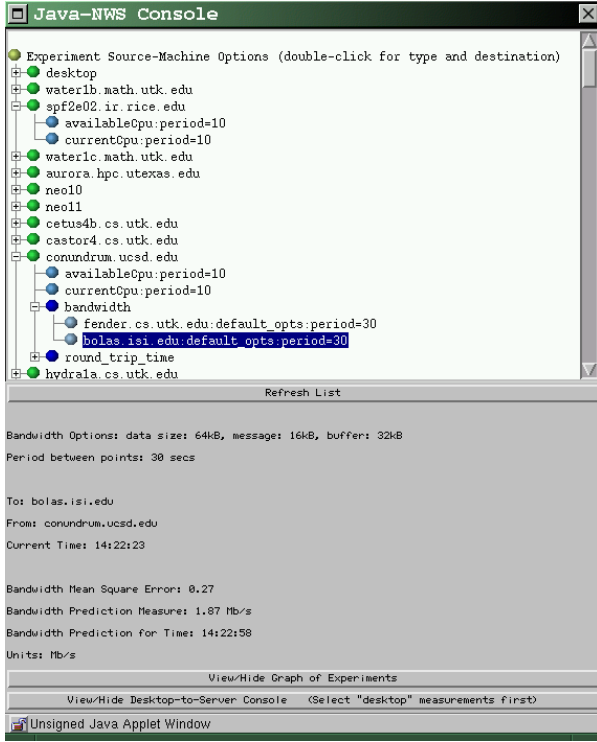 Java-NWS Console
Experiment Source-Machine Options (double-click for type and destination)
desktop
water1b.math.utk.edu
spf2e02.ir.rice.edu
availableCpu:period=10
currentCpu:period=10
water1c.math.utk.edu
aurora.hpc.utexas.edu
neo10
neo11
cetus4b.cs.utk.edu
castor4.cs.utk.edu
conundrum.ucsd.edu
availableCpu:period=10
currentCpu:period=10
bandwidth
fender.cs.utk.edu:default_opts:period=30
bolas.isi.edu:default_opts:period=30
round_trip_time
hydra1a.cs.utk.edu
Refresh List
Bandwidth Options: data size: 64kB, message: 16kB, buffer: 32kB
Period between points: 30 secs
To: bolas.isi.edu
From: conundrum.ucsd.edu
Current Time: 14:22:23
Bandwidth Mean Square Error: 0.27
Bandwidth Prediction Measure: 1.87 Mb/s
Bandwidth Prediction for Time: 14:22:58
Units: Mb/s
View/Hide Graph of Experiments
View/Hide Desktop-to-Server Console (Select "desktop" measurements first)
Unsigned Java Applet Window